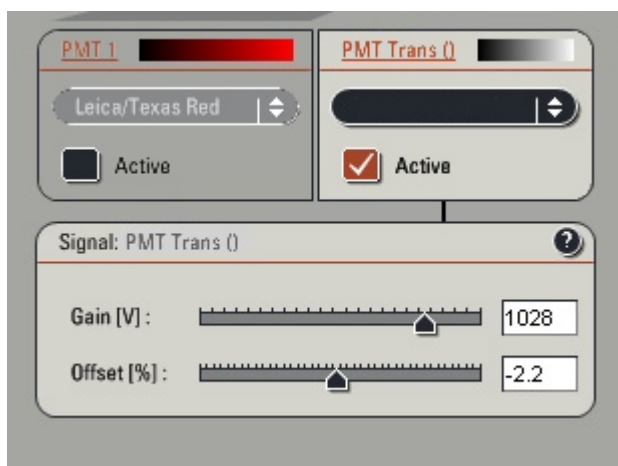 PMT 1
PMT Trans ()
Leica/Texas Red
Active
Active
Signal: PMT Trans ()
?
Gain [V] :
1028
Offset [%] :
-2.2